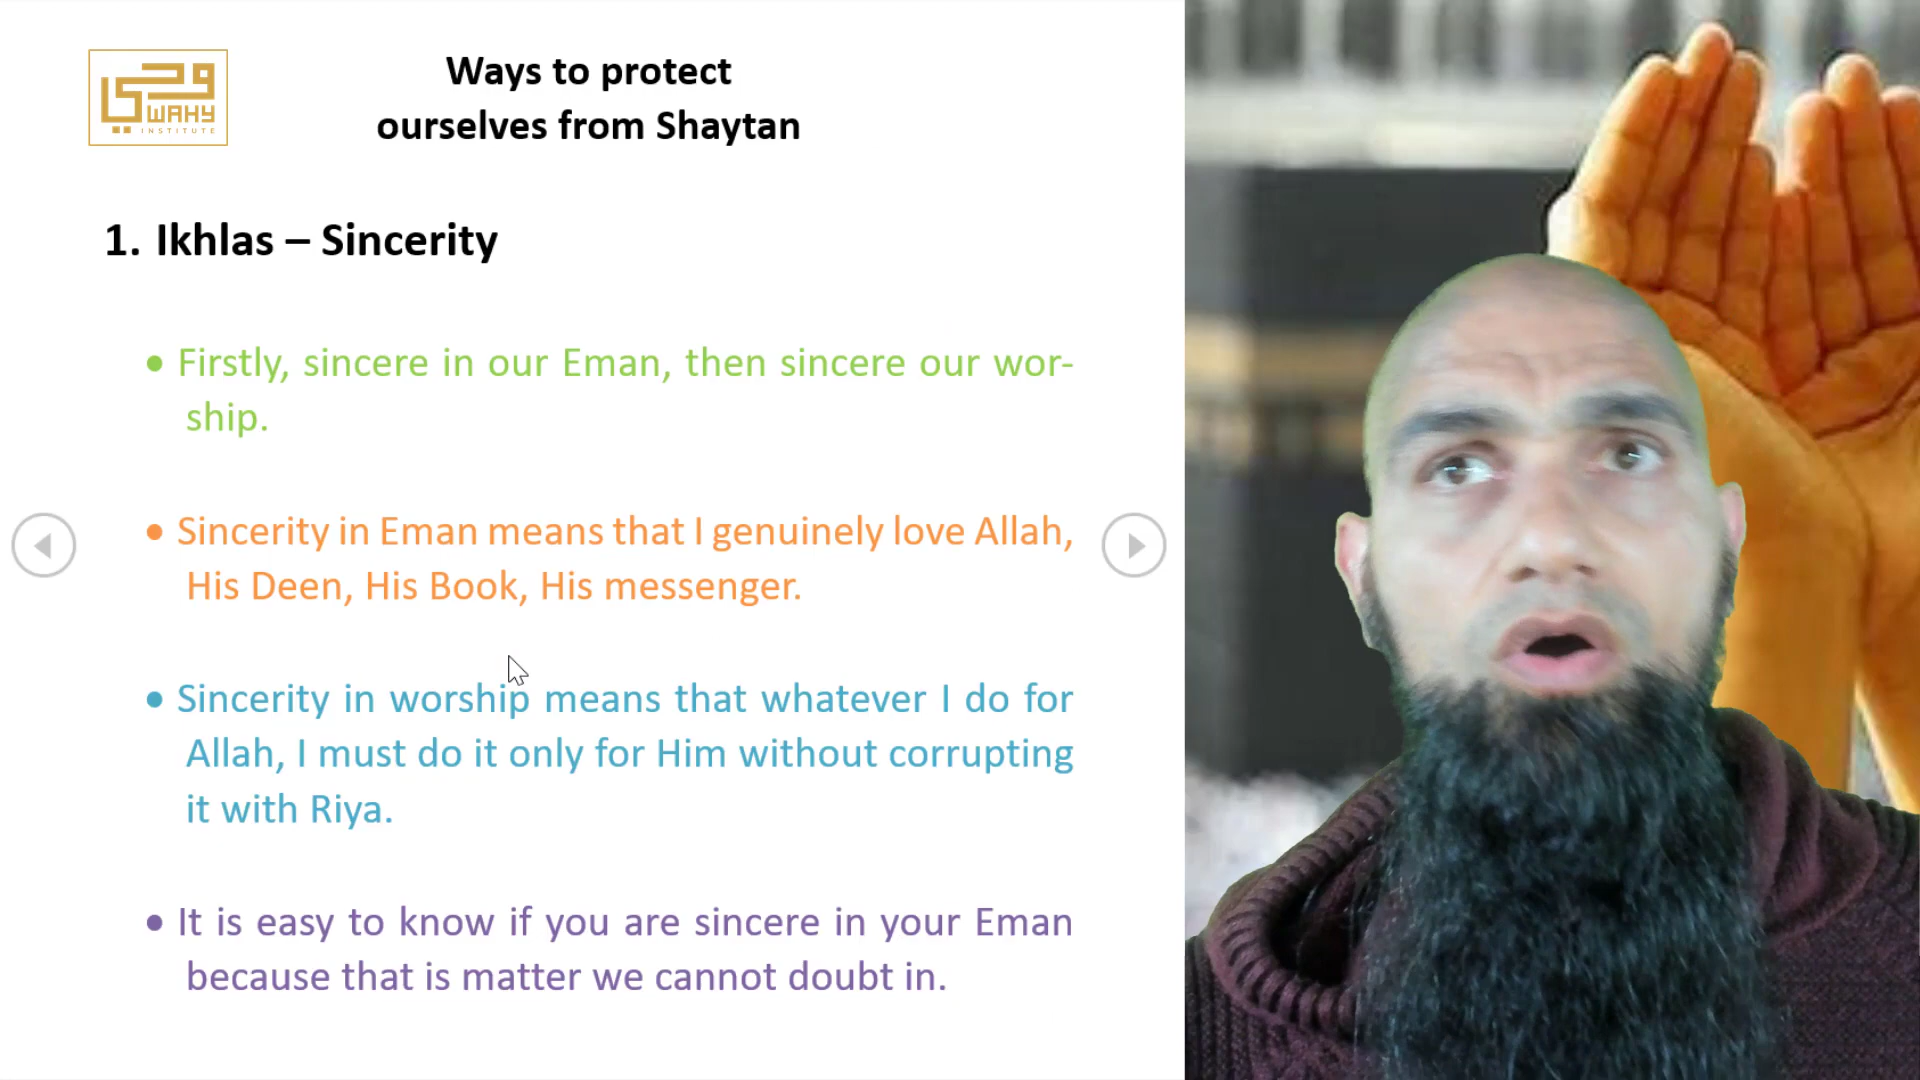 وحي
WAHY
INSTITUTE
Ways to protect
ourselves from Shaytan
1. Ikhlas – Sincerity
• Firstly, sincere in our Eman, then sincere our wor-
ship.
• Sincerity in Eman means that I genuinely love Allah,
His Deen, His Book, His messenger.
• Sincerity in worship means that whatever I do for
Allah, I must do it only for Him without corrupting
it with Riya.
• It is easy to know if you are sincere in your Eman
because that is matter we cannot doubt in.